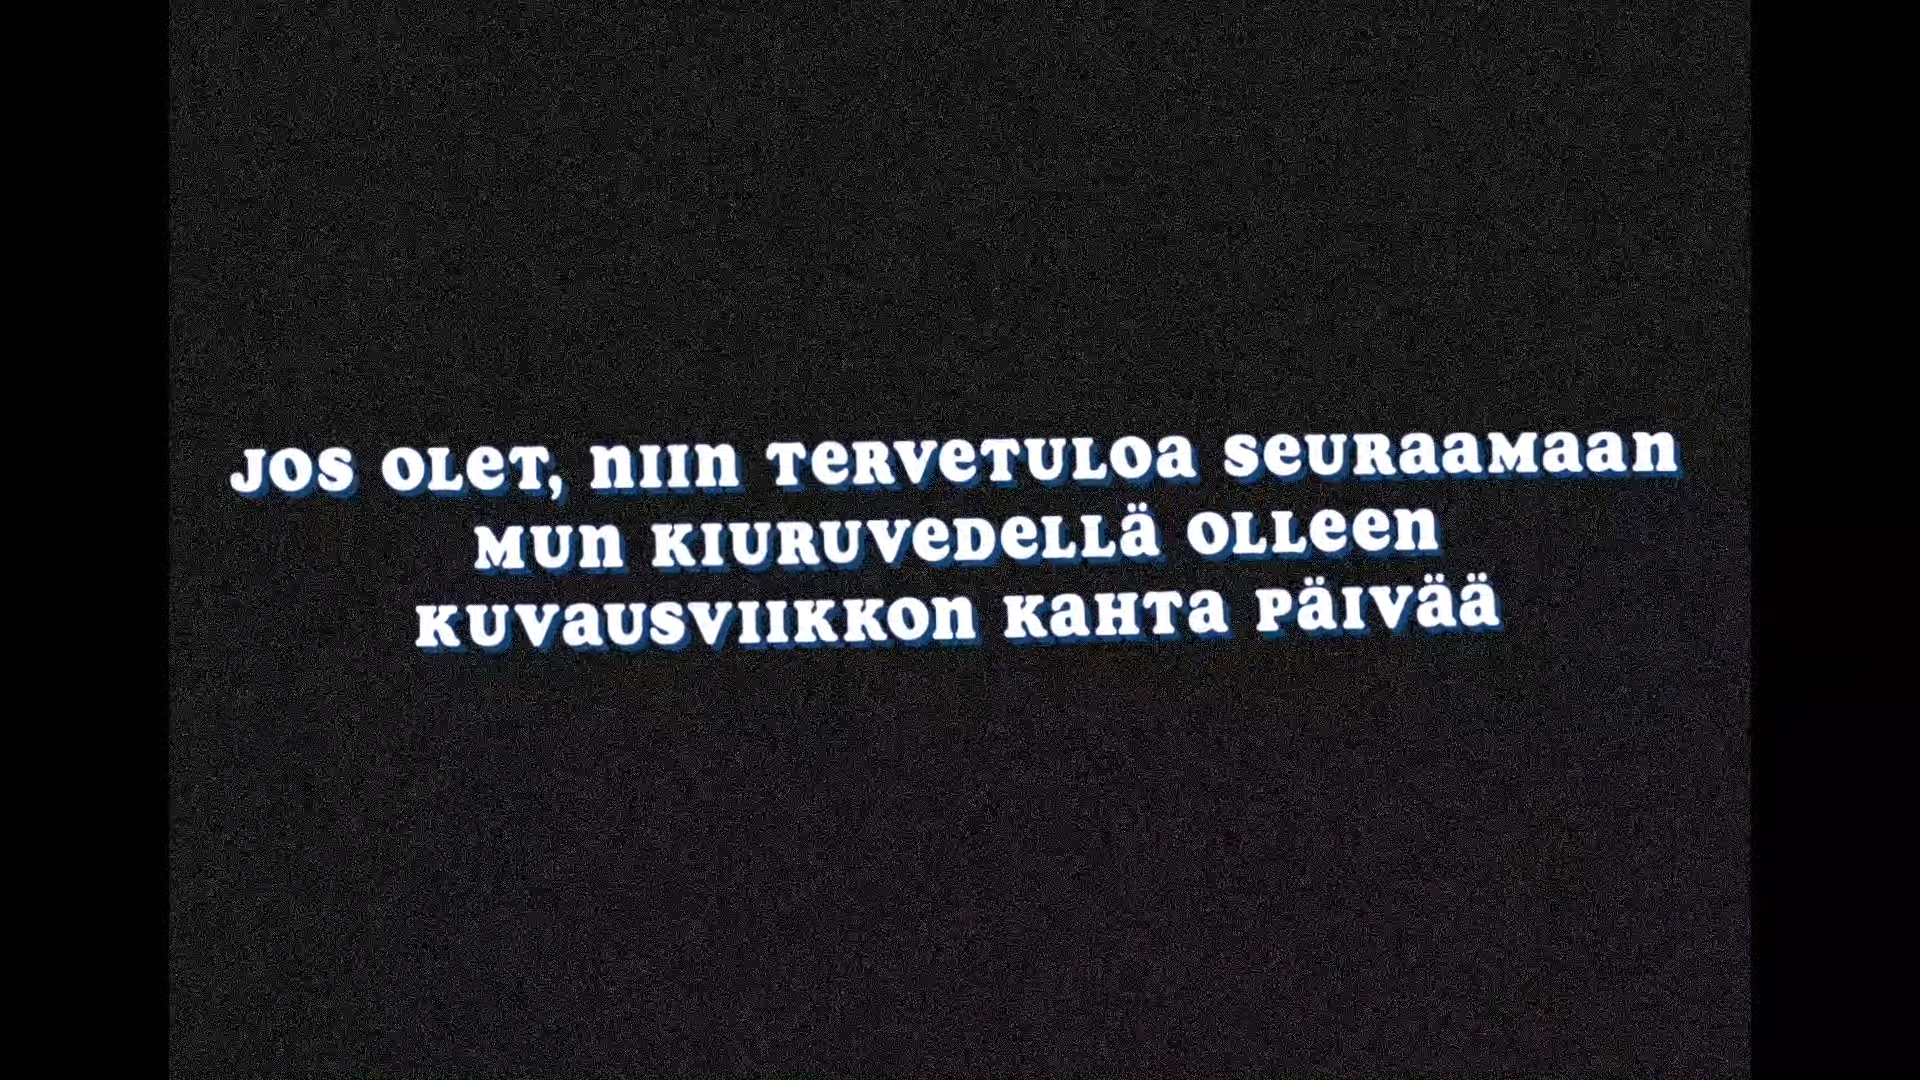 JOS OLET, NIIN TERVETULOA SEURAAMAAN
MUN KIURUVEDELLÄ OLLEEN
KUVAUSVIIKKON KAHTA PÄIVÄÄ